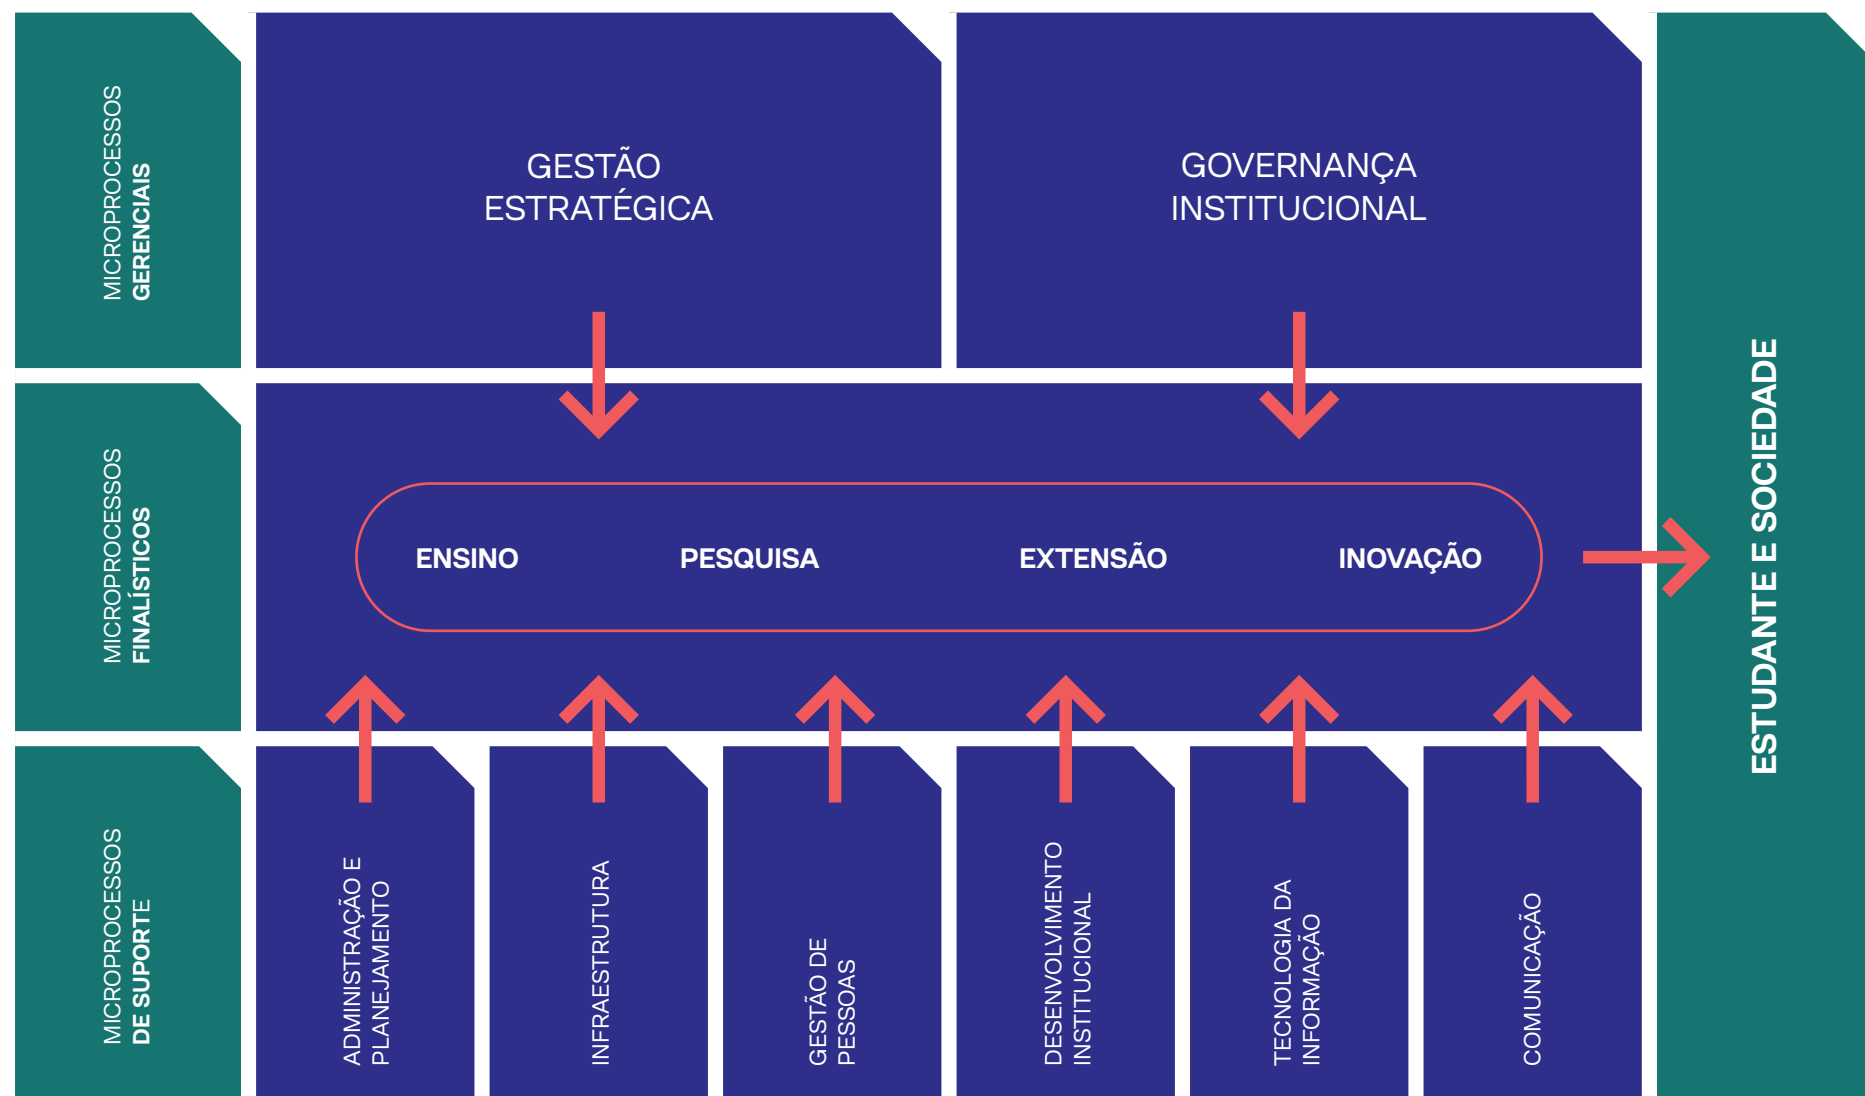 MICROPROCESSOS
GERENCIAIS
GESTÃO
ESTRATÉGICA
GOVERNANÇA
INSTITUCIONAL
MICROPROCESSOS
FINALÍSTICOS
ENSINO
PESQUISA
EXTENSÃO
INOVAÇÃO
ESTUDANTE E SOCIEDADE
MICROPROCESSOS
DE SUPORTE
ADMINISTRAÇÃO E
PLANEJAMENTO
INFRAESTRUTURA
GESTÃO DE
PESSOAS
DESENVOLVIMENTO
INSTITUCIONAL
TECNOLOGIA DA
INFORMAÇÃO
COMUNICAÇÃO